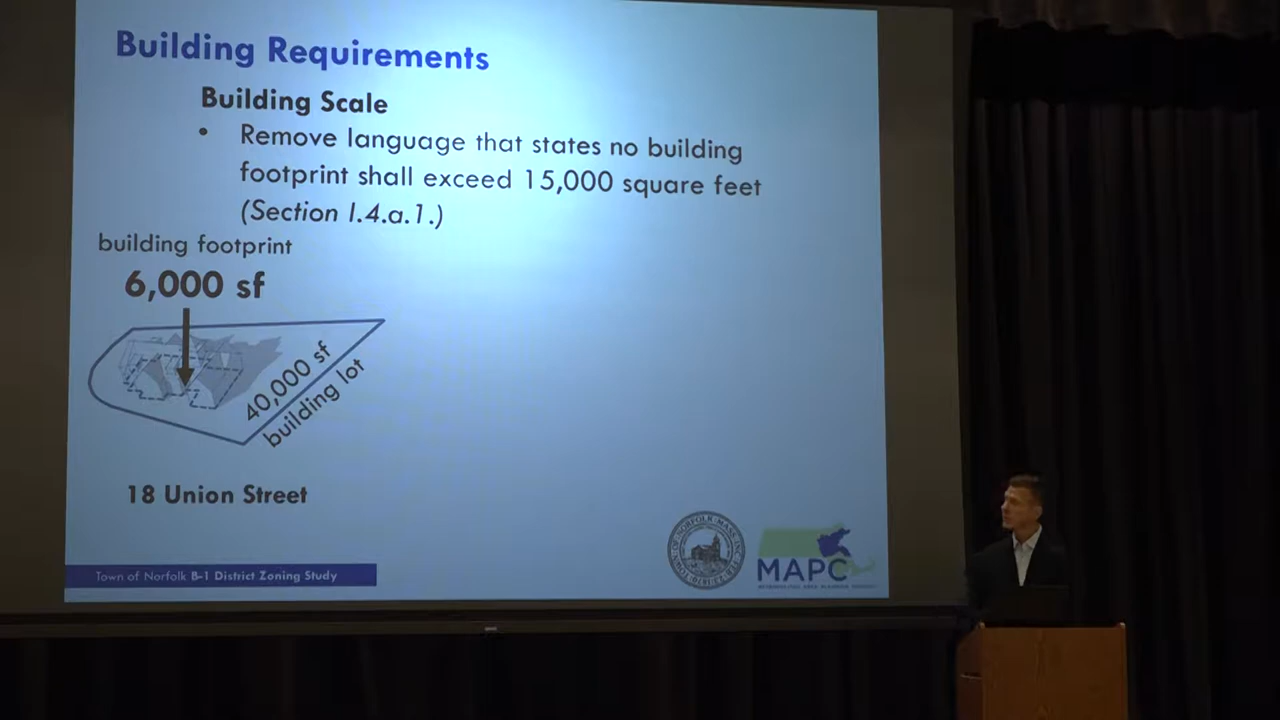 Building Requirements
Building Scale
• Remove language that states no building
footprint shall exceed 15,000 square feet
(Section I.4.a.1.)
building footprint
6,000 sf
40,000 sf
building lot
18 Union Street
Town of Norfolk B-1 District Zoning Study
MAPC